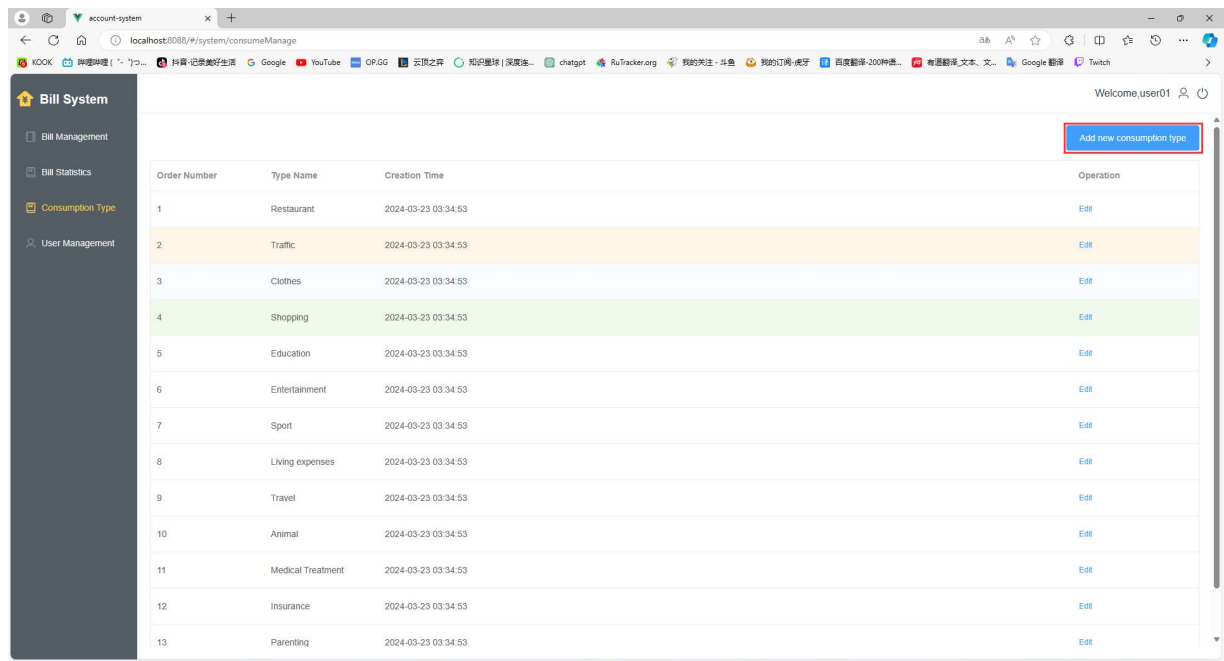 account-system
localhost:8088/#/system/consumeManage
KOOK 哔哩哔哩 ( ゜- ゜)つ... 抖音-记录美好生活 Google YouTube OP.GG 云顶之弈 知识星球 | 深度连... chatgpt RuTracker.org 我的关注 - 斗鱼 我的订阅-虎牙 百度翻译-200种语... 有道翻译_文本、文... Google 翻译 Twitch
Bill System
Welcome,user01
Bill Management
Add new consumption type
Bill Statistics
Consumption Type
User Management
Order Number Type Name Creation Time Operation
1 Restaurant 2024-03-23 03:34:53 Edit
2 Traffic 2024-03-23 03:34:53 Edit
3 Clothes 2024-03-23 03:34:53 Edit
4 Shopping 2024-03-23 03:34:53 Edit
5 Education 2024-03-23 03:34:53 Edit
6 Entertainment 2024-03-23 03:34:53 Edit
7 Sport 2024-03-23 03:34:53 Edit
8 Living expenses 2024-03-23 03:34:53 Edit
9 Travel 2024-03-23 03:34:53 Edit
10 Animal 2024-03-23 03:34:53 Edit
11 Medical Treatment 2024-03-23 03:34:53 Edit
12 Insurance 2024-03-23 03:34:53 Edit
13 Parenting 2024-03-23 03:34:53 Edit